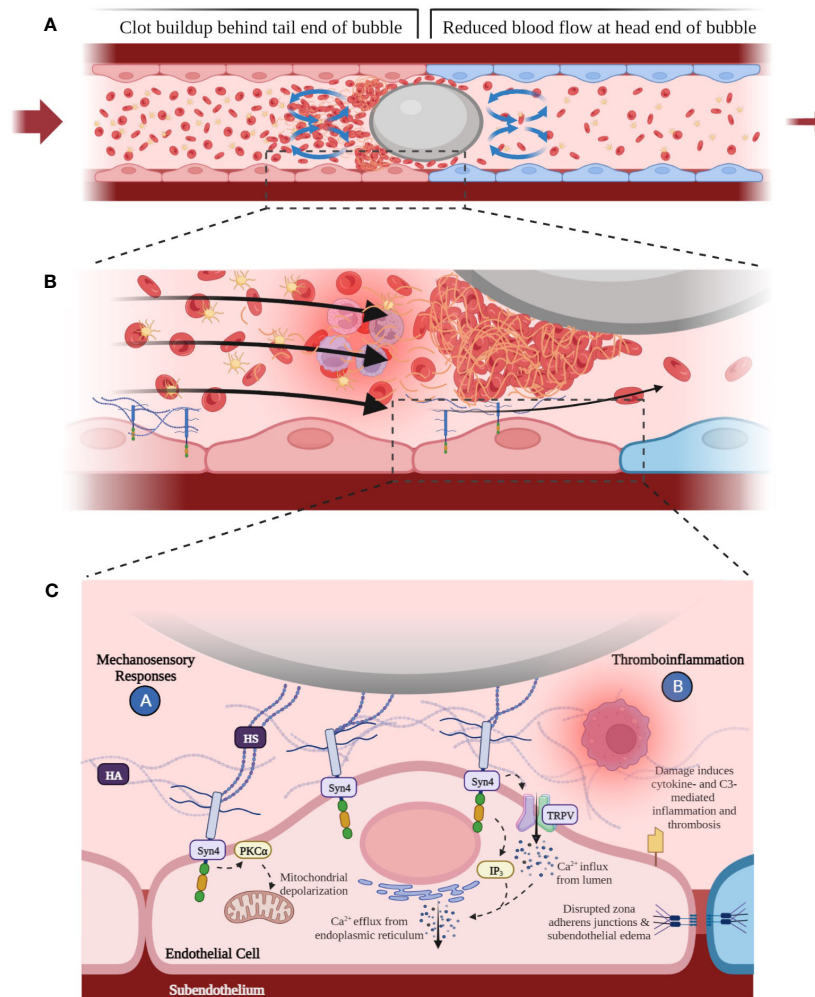 A
Clot buildup behind tail end of bubble
Reduced blood flow at head end of bubble
B
C
Mechanosensory
Responses
A
Thromboinflammation
B
HS
HA
Syn4
Syn4
Syn4
PKCα
TRPV
IP₃
Damage induces
cytokine- and C3-
mediated
inflammation and
thrombosis
Mitochondrial
depolarization
Ca²⁺ influx
from lumen
Ca²⁺ efflux from
endoplasmic reticulum
Disrupted zona
adherens junctions &
subendothelial edema
Endothelial Cell
Subendothelium